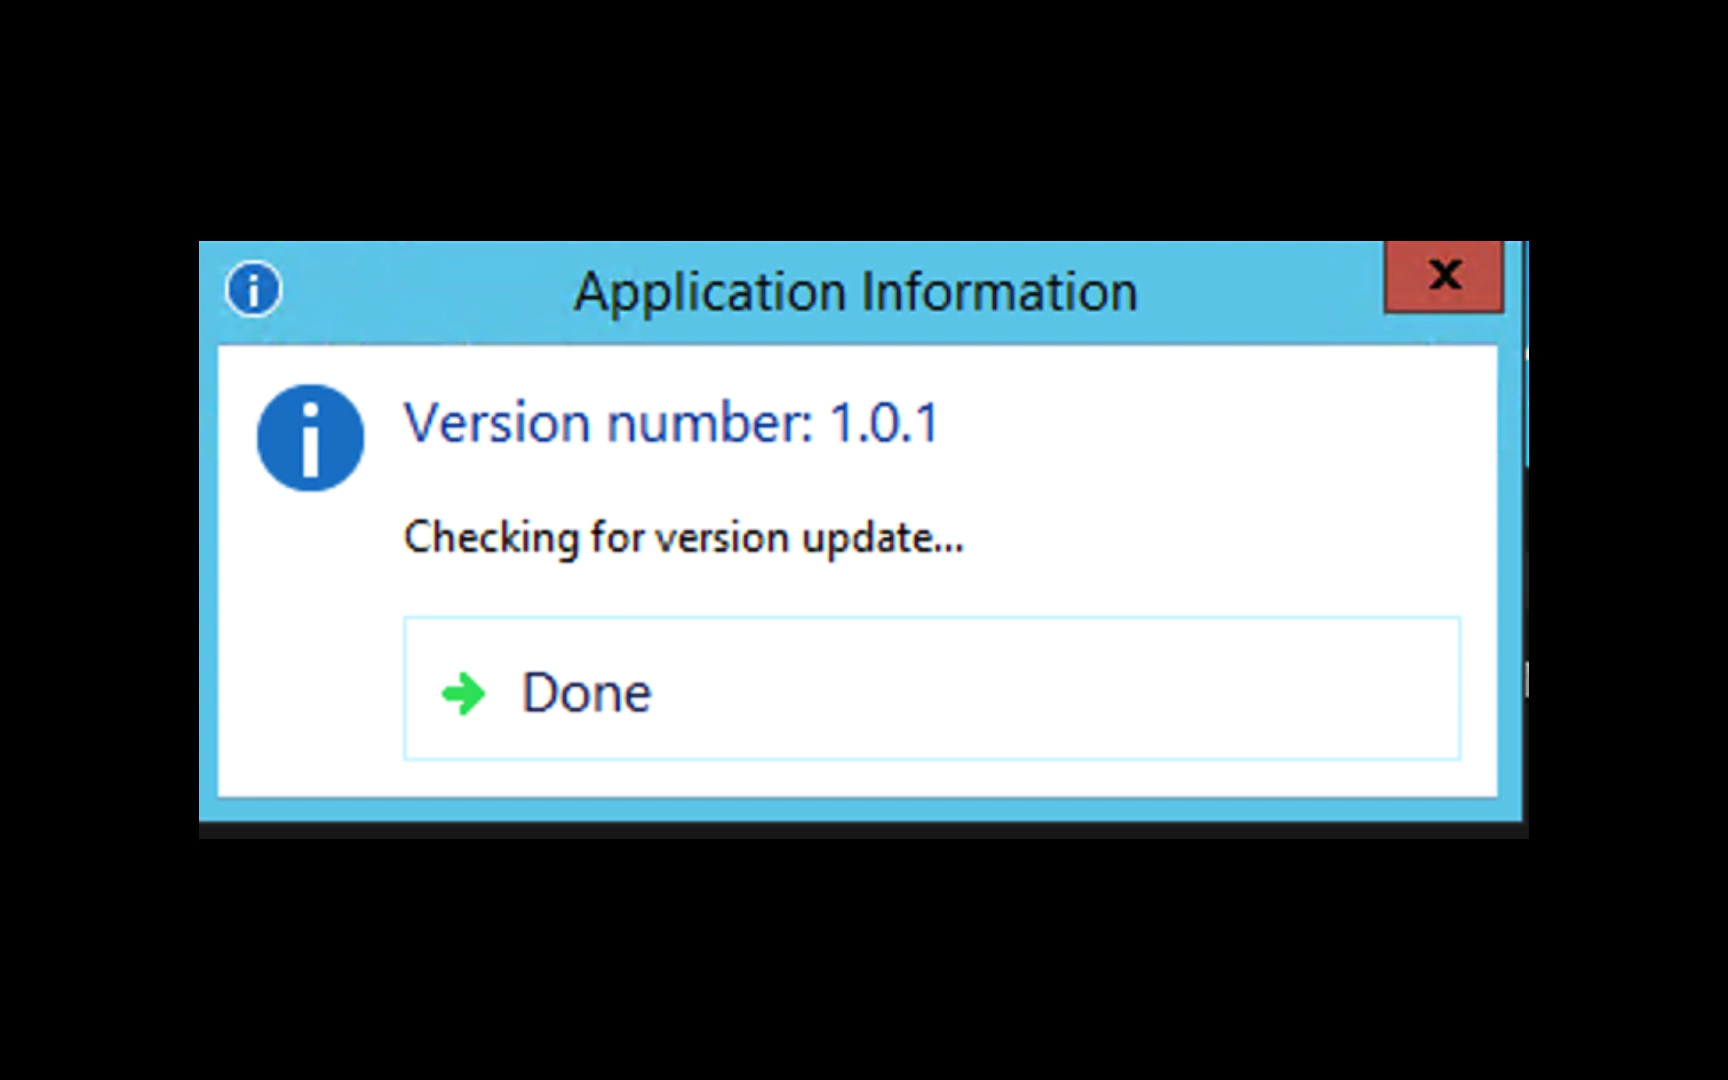 Application Information
Version number: 1.0.1
Checking for version update...
Done